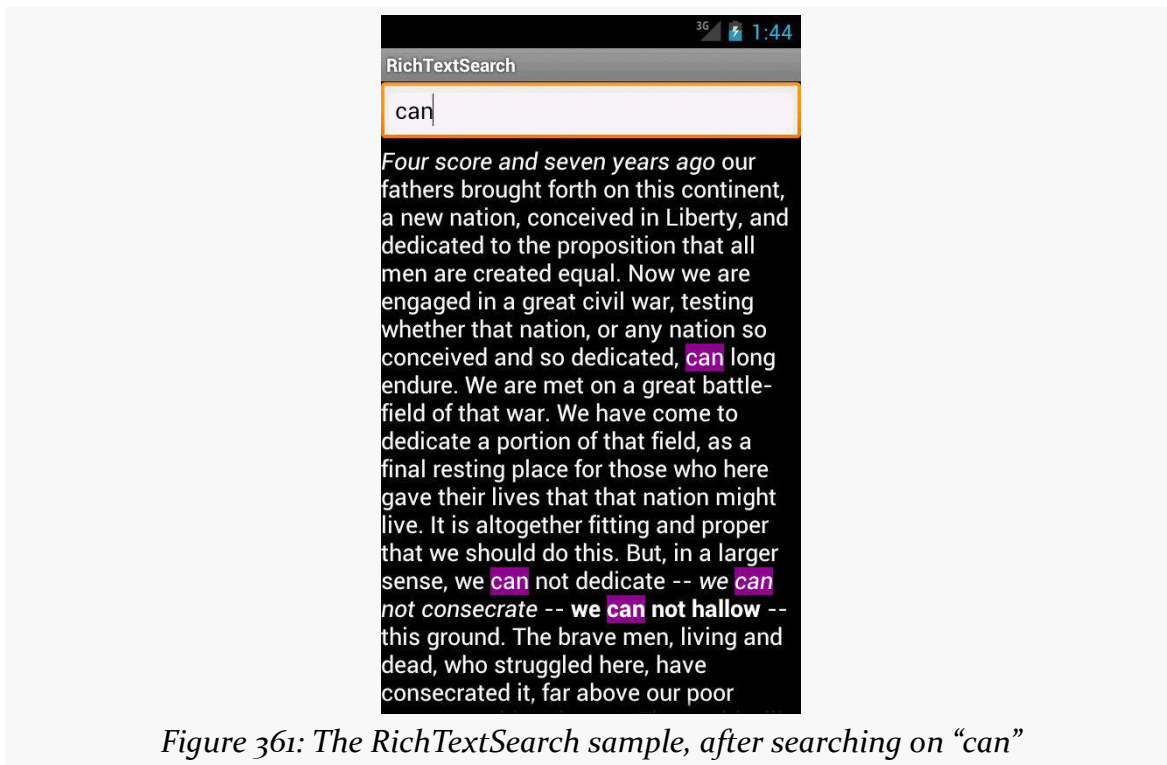 3G 1:44
RichTextSearch
can
Four score and seven years ago our
fathers brought forth on this continent,
a new nation, conceived in Liberty, and
dedicated to the proposition that all
men are created equal. Now we are
engaged in a great civil war, testing
whether that nation, or any nation so
conceived and so dedicated, can long
endure. We are met on a great battle-
field of that war. We have come to
dedicate a portion of that field, as a
final resting place for those who here
gave their lives that that nation might
live. It is altogether fitting and proper
that we should do this. But, in a larger
sense, we can not dedicate -- we can
not consecrate -- we can not hallow --
this ground. The brave men, living and
dead, who struggled here, have
consecrated it, far above our poor
Figure 361: The RichTextSearch sample, after searching on “can”